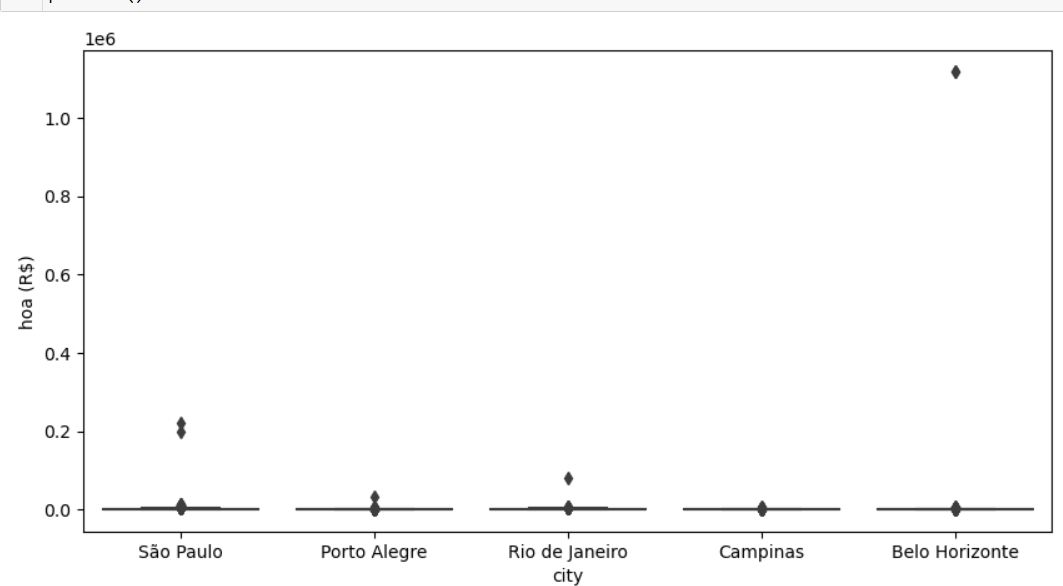 1e6
1.0
0.8
0.6
0.4
0.2
0.0
hoa (R$)
São Paulo
Porto Alegre
Rio de Janeiro
Campinas
Belo Horizonte
city